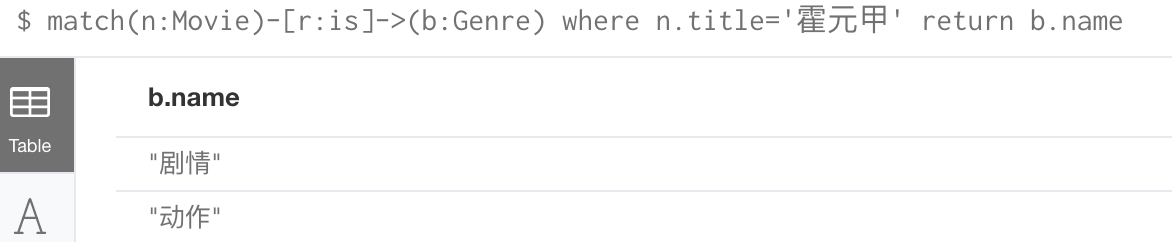 $ match(n:Movie)-[r:is]->(b:Genre) where n.title='霍元甲' return b.name
b.name
Table
"剧情"
A
"动作"